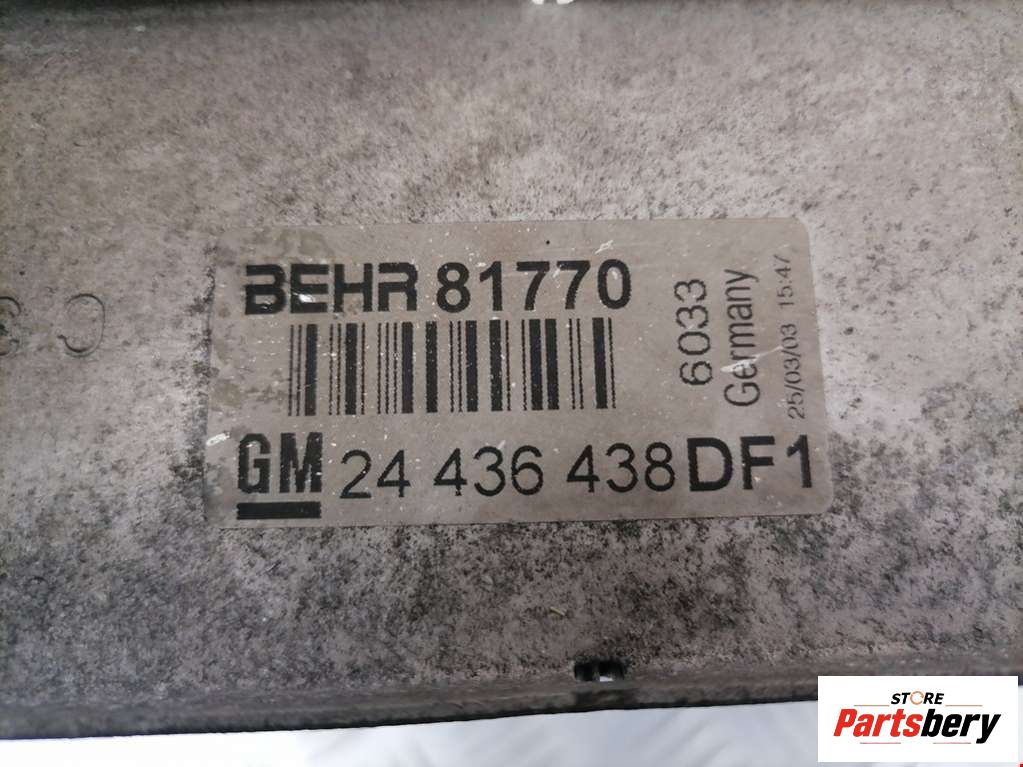 BEHR 81770
6033
Germany
25/03/03 15:47
GM 24 436 438 DF1
STORE
Partsbery